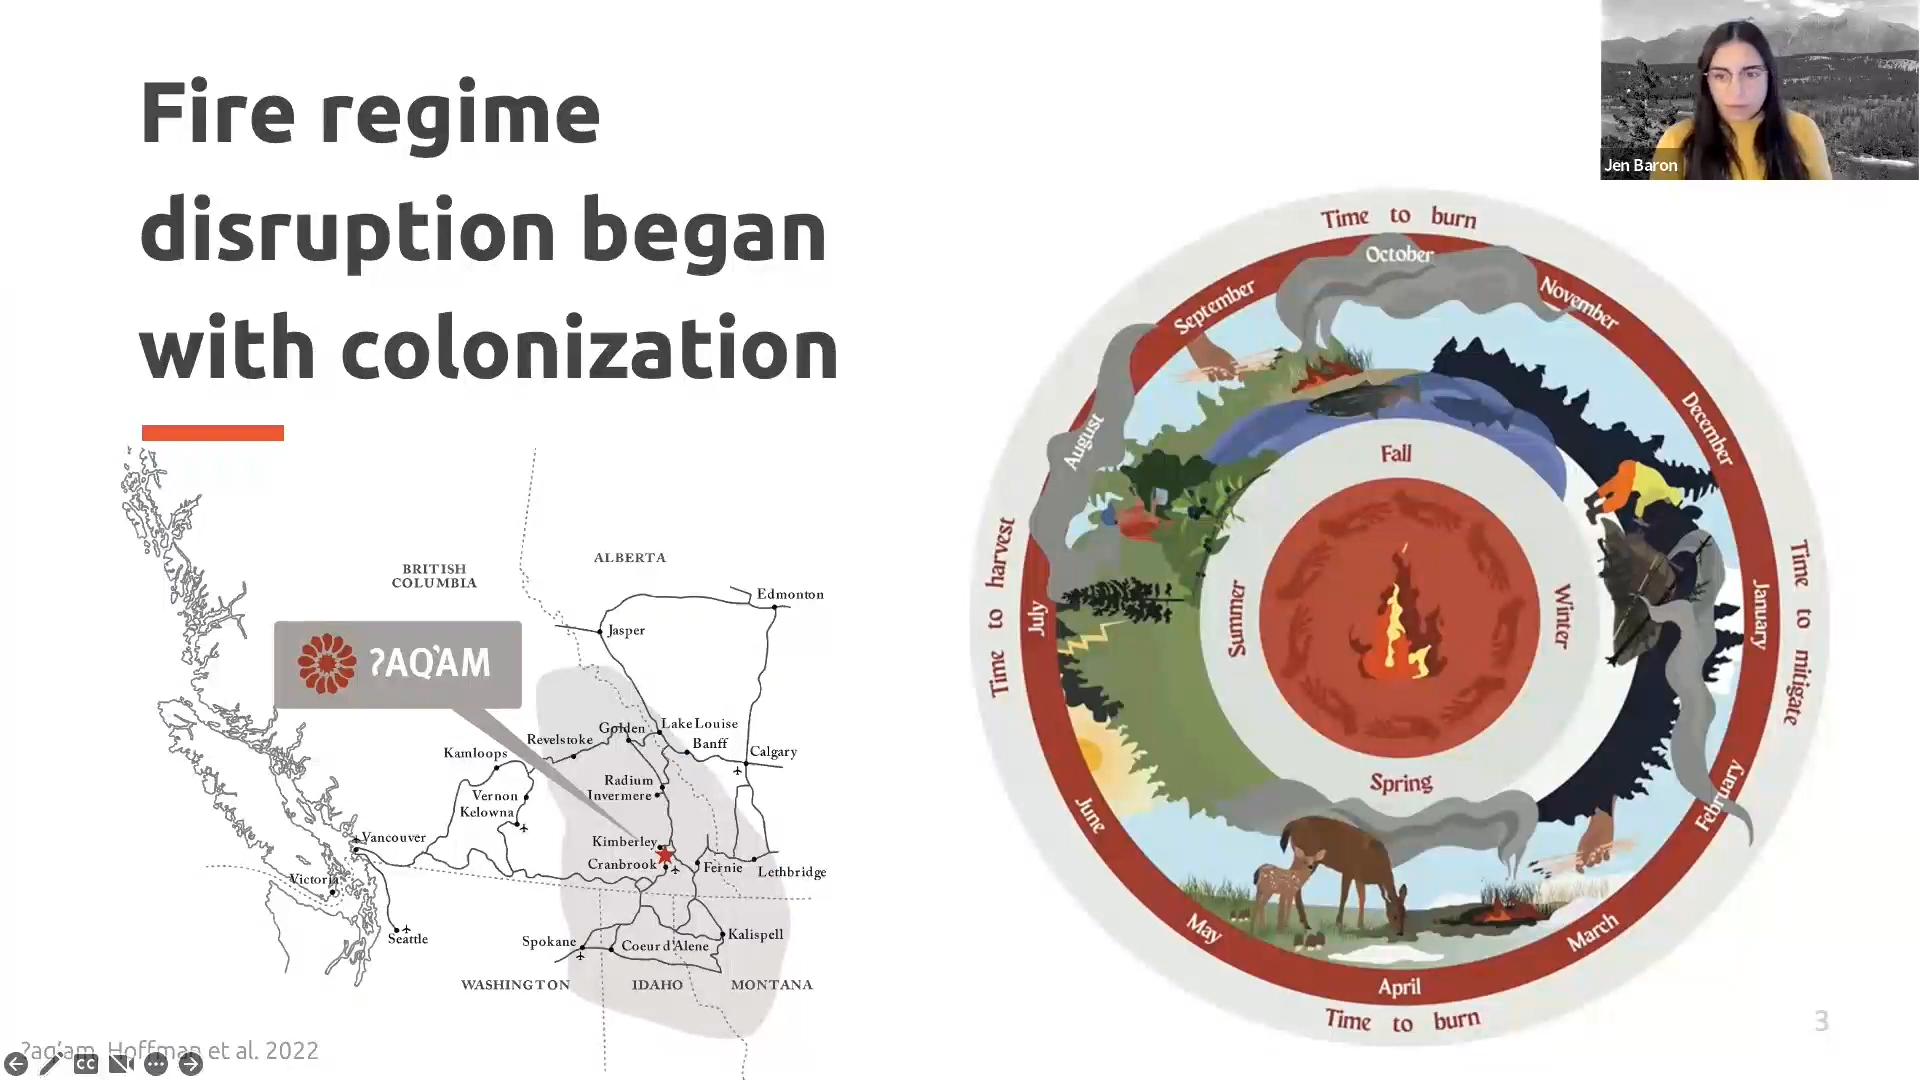 Fire regime
disruption began
with colonization
Jen Baron
BRITISH
COLUMBIA
ALBERTA
Edmonton
Jasper
ʔAQ̓AM
Golden
Lake Louise
Revelstoke
Banff
Kamloops
Calgary
Radium
Invermere
Vernon
Kelowna
Vancouver
Kimberley
Cranbrook
Fernie
Lethbridge
Victoria
Seattle
Spokane
Coeur d'Alene
Kalispell
WASHINGTON
IDAHO
MONTANA
Time to burn
October
September
November
August
December
Fall
Time to harvest
July
Summer
Winter
January
Time to mitigate
Spring
June
February
May
March
April
Time to burn
ʔaq̓am, Hoffman et al. 2022
CC
3